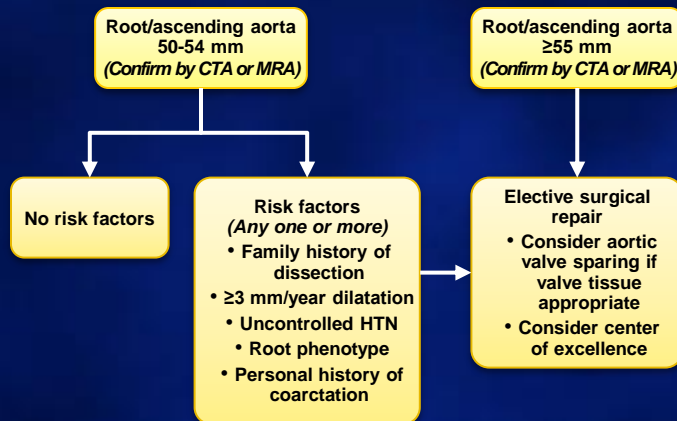 Root/ascending aorta
50-54 mm
(Confirm by CTA or MRA)
Root/ascending aorta
≥55 mm
(Confirm by CTA or MRA)
No risk factors
Risk factors
(Any one or more)
• Family history of
dissection
• ≥3 mm/year dilatation
• Uncontrolled HTN
• Root phenotype
• Personal history of
coarctation
Elective surgical
repair
• Consider aortic
valve sparing if
valve tissue
appropriate
• Consider center
of excellence